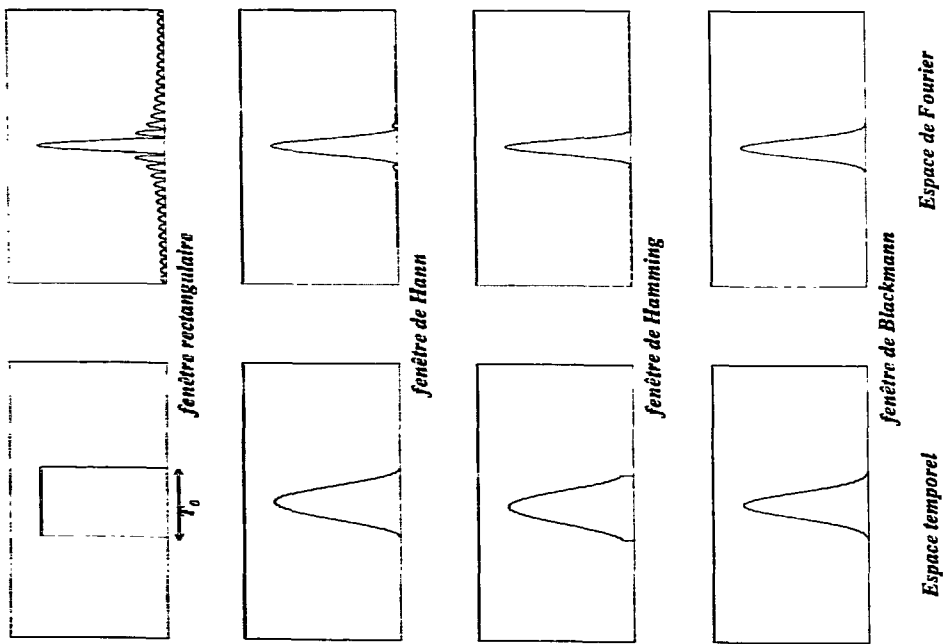 T₀
fenêtre rectangulaire
fenêtre de Hann
fenêtre de Hamming
fenêtre de Blackmann
Espace temporel
Espace de Fourier